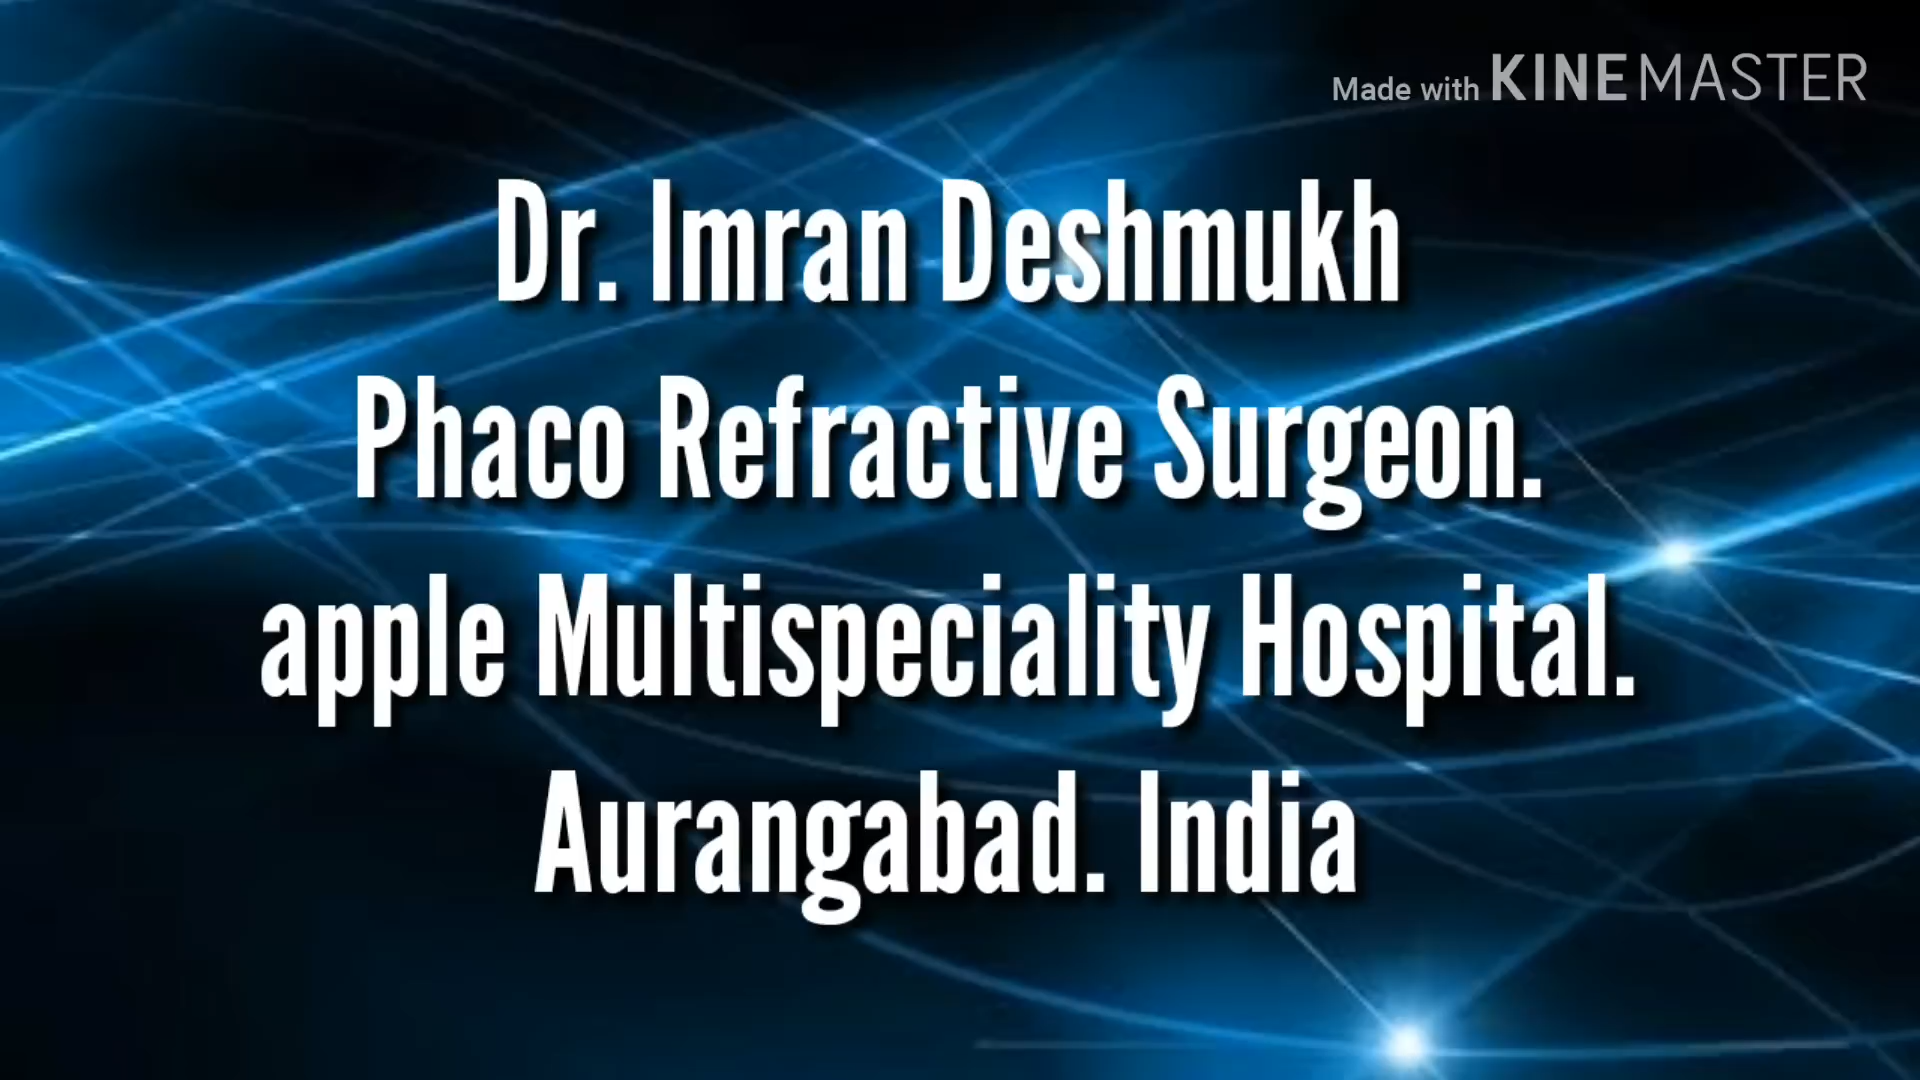 Made with KINEMASTER
Dr. Imran Deshmukh
Phaco Refractive Surgeon.
apple Multispeciality Hospital.
Aurangabad. India